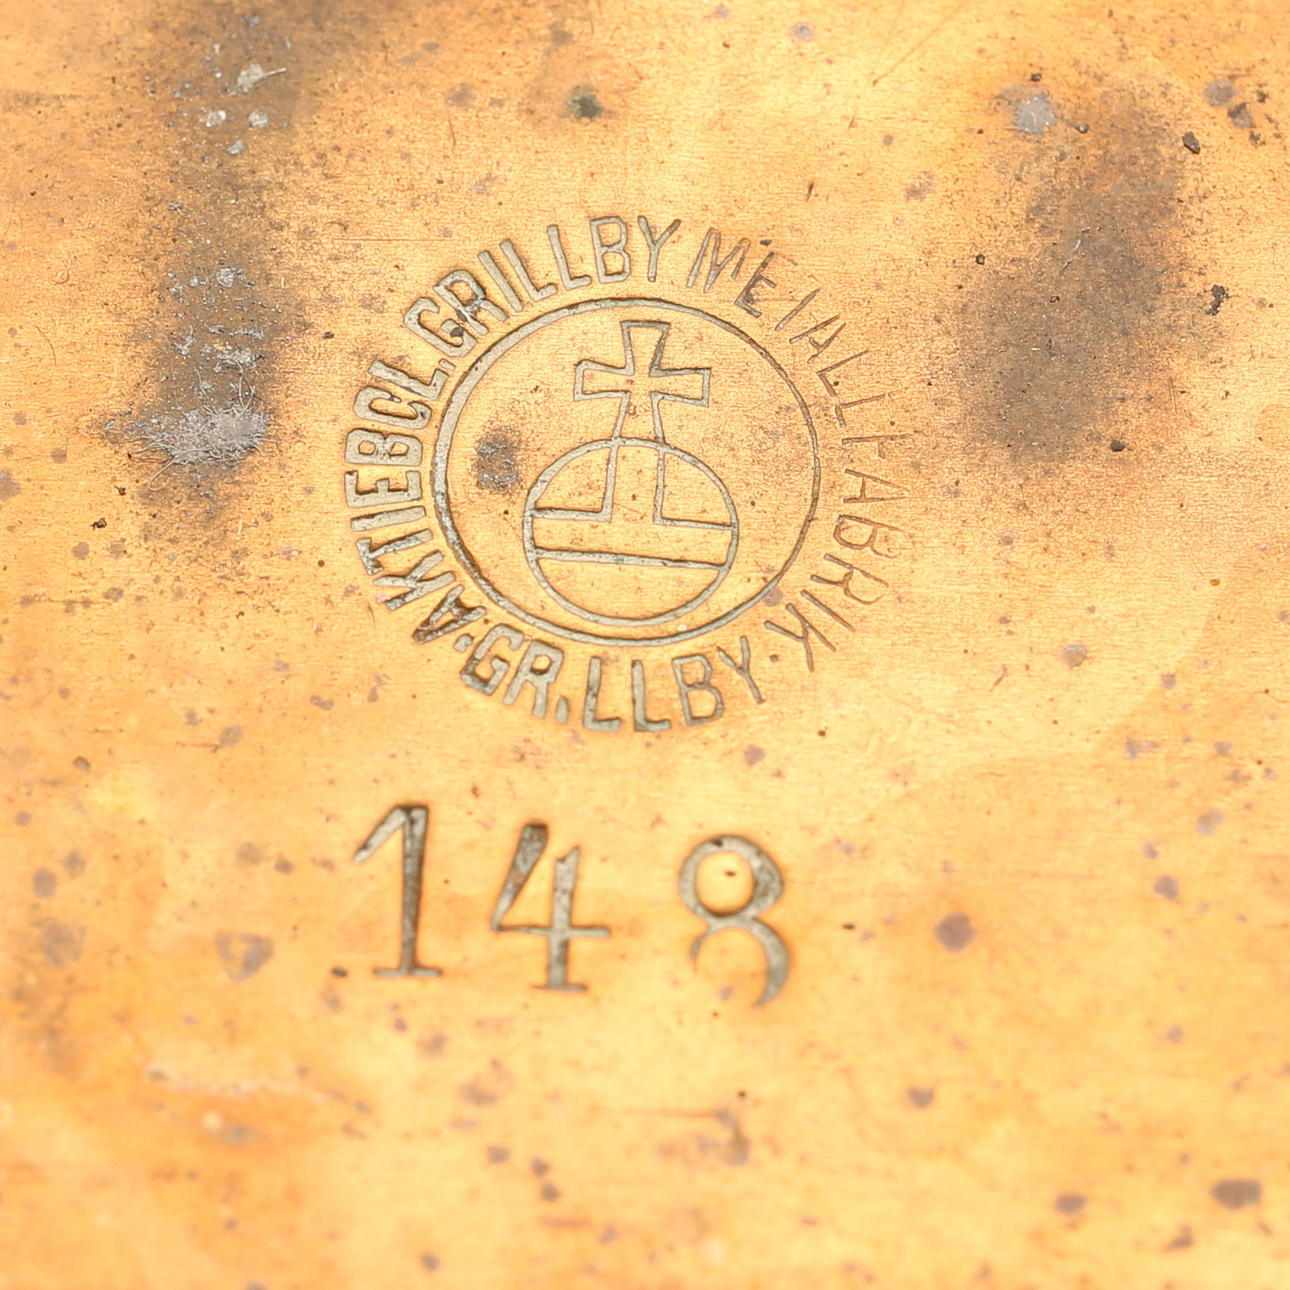 AKTIEBOL. GRILLBY METALLFABRIK · GRILLBY ·
148